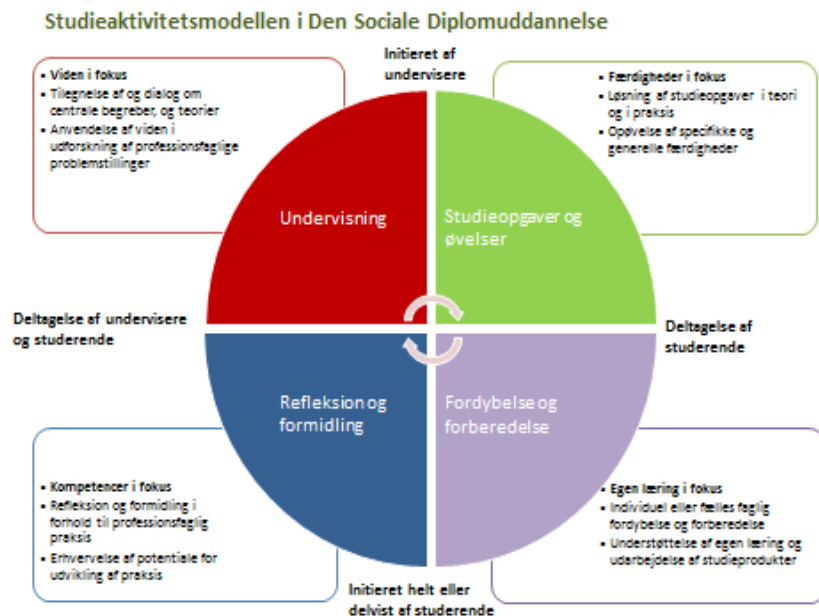 Studieaktivitetsmodellen i Den Sociale Diplomuddannelse
Initieret af
undervisere
▪ Viden i fokus
▪ Tilegnelse af og dialog om
centrale begreber, og teorier
▪ Anvendelse af viden i
udforskning af professionsfaglige
problemstillinger
▪ Færdigheder i fokus
▪ Løsning af studieopgaver i teori
og i praksis
▪ Opøvelse af specifikke og
generelle færdigheder
Undervisning
Studieopgaver og
øvelser
Deltagelse af undervisere
og studerende
Deltagelse af
studerende
Refleksion og
formidling
Fordybelse og
forberedelse
▪ Kompetencer i fokus
▪ Refleksion og formidling i
forhold til professionsfaglig
praksis
▪ Erhvervelse af potentiale for
udvikling af praksis
▪ Egen læring i fokus
▪ Individuel eller fælles faglig
fordybelse og forberedelse
▪ Understøttelse af egen læring og
udarbejdelse af studieprodukter
Initieret helt eller
delvist af studerende